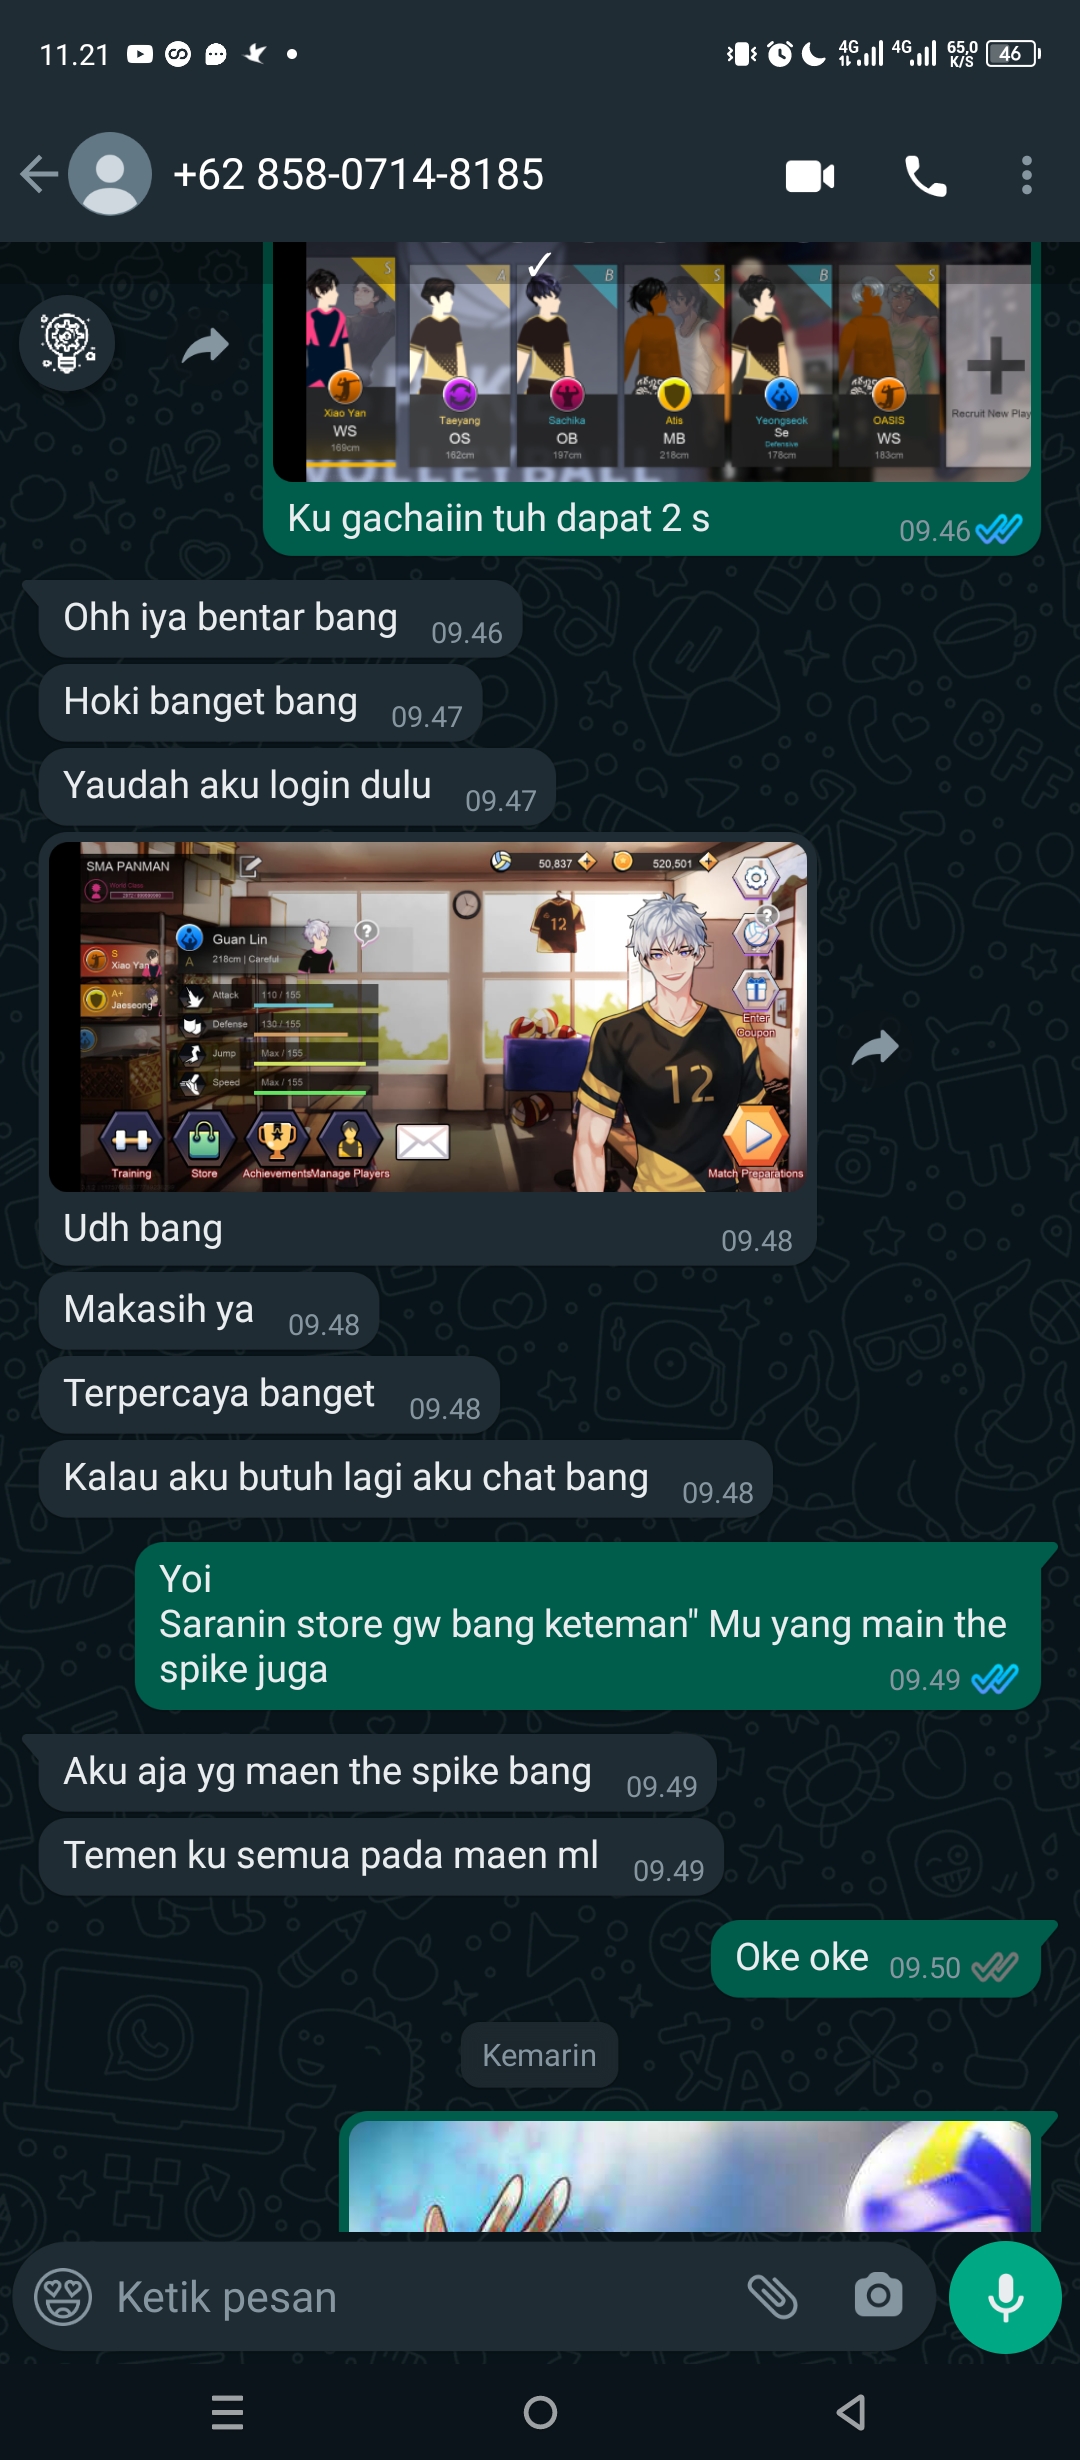 11.21
4G
4G
65,0
K/S
46
+62 858-0714-8185
S
A
B
S
B
S
Xiao Yan
WS
169cm
Taeyang
OS
162cm
Sachika
OB
197cm
Atis
MB
218cm
Yeongseok
Se
Defensive
178cm
OASIS
WS
183cm
Recruit New Play
Ku gachaiin tuh dapat 2 s
09.46
Ohh iya bentar bang
09.46
Hoki banget bang
09.47
Yaudah aku login dulu
09.47
SMA PANMAN
World Class
50,837
520,501
Guan Lin
A
218cm | Careful
S
Xiao Yan
A+
Jaeseong
Attack
110 / 155
Defense
130 / 155
Jump
Max / 155
Speed
Max / 155
12
12
?
?
Enter
Coupon
Training
Store
Achievements
Manage Players
Match Preparations
Udh bang
09.48
Makasih ya
09.48
Terpercaya banget
09.48
Kalau aku butuh lagi aku chat bang
09.48
Yoi
Saranin store gw bang keteman" Mu yang main the
spike juga
09.49
Aku aja yg maen the spike bang
09.49
Temen ku semua pada maen ml
09.49
Oke oke
09.50
Kemarin
Ketik pesan